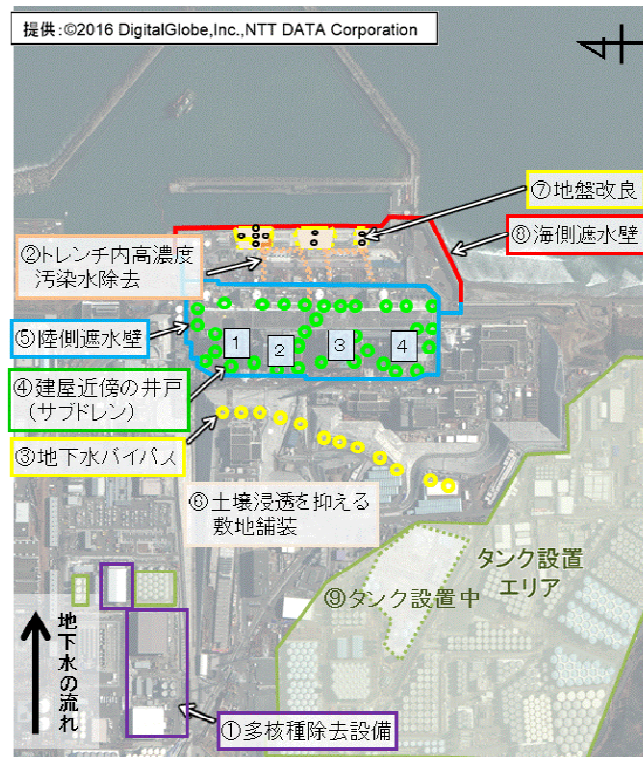 提供:©2016 DigitalGlobe,Inc.,NTT DATA Corporation
⑦地盤改良
⑧海側遮水壁
②トレンチ内高濃度
汚染水除去
⑤陸側遮水壁
1
2
3
4
④建屋近傍の井戸
(サブドレン)
③地下水バイパス
⑥土壌浸透を抑える
敷地舗装
タンク設置
エリア
⑨タンク設置中
地下水の流れ
①多核種除去設備